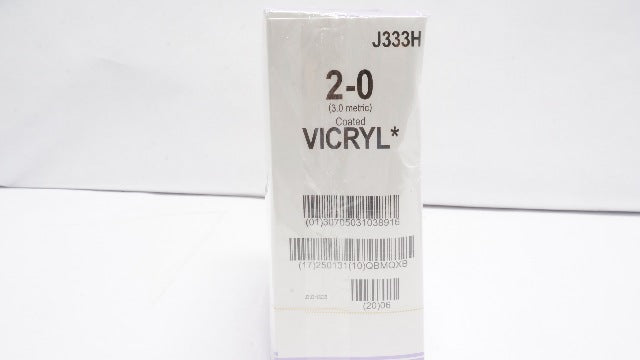 J333H
2-0
(3.0 metric)
Coated
VICRYL*
(01)30705031038916
(17)250131(10)QBMQXB
(20)06